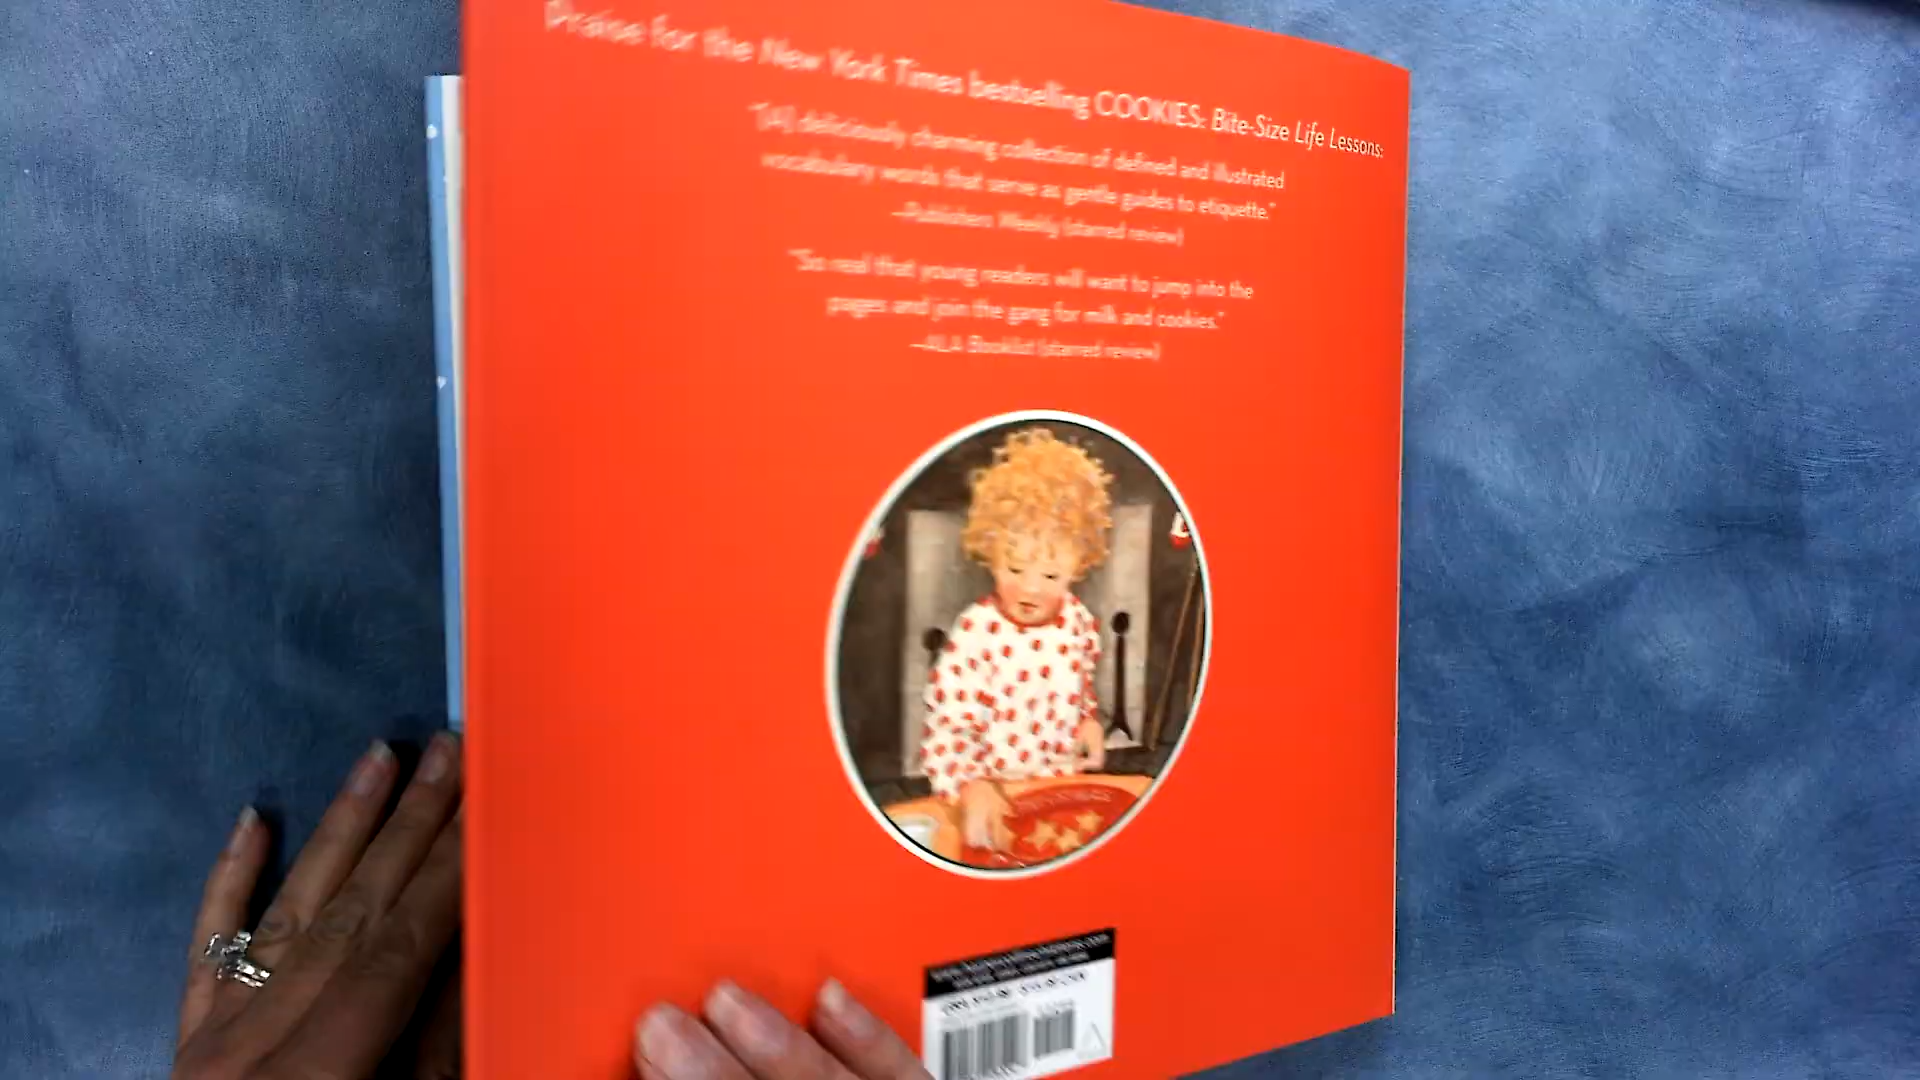 Praise for the New York Times bestselling COOKIES: Bite-Size Life Lessons:
"[A] deliciously charming collection of defined and illustrated
vocabulary words that serve as gentle guides to etiquette."
—Publishers Weekly (starred review)
"So real that young readers will want to jump into the
pages and join the gang for milk and cookies."
—ALA Booklist (starred review)